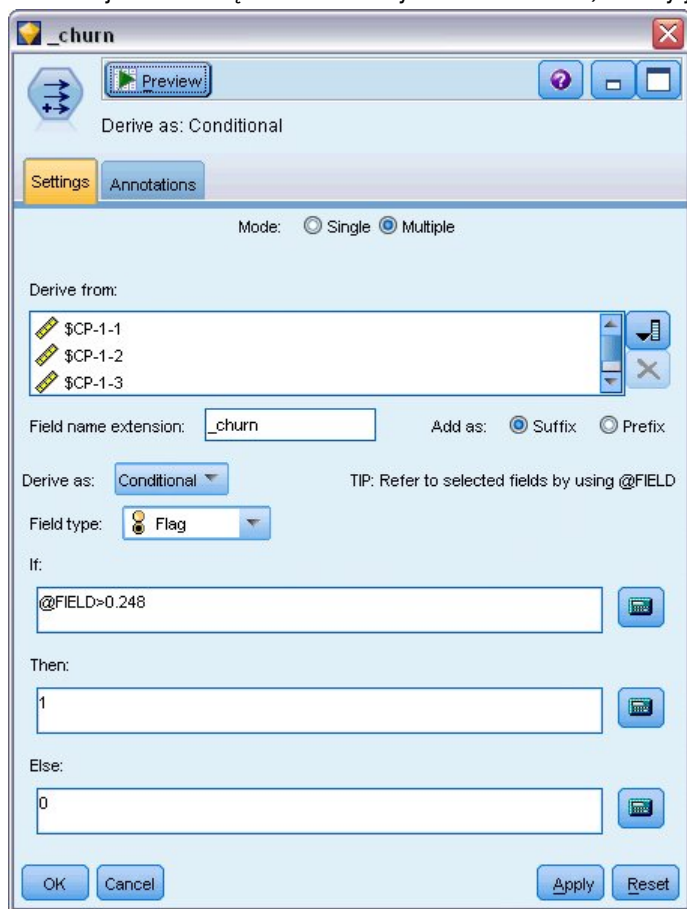 _churn
Preview
Derive as: Conditional
Settings Annotations
Mode: Single Multiple
Derive from:
$CP-1-1
$CP-1-2
$CP-1-3
Field name extension: _churn Add as: Suffix Prefix
Derive as: Conditional TIP: Refer to selected fields by using @FIELD
Field type: Flag
If:
@FIELD>0.248
Then:
1
Else:
0
OK Cancel Apply Reset